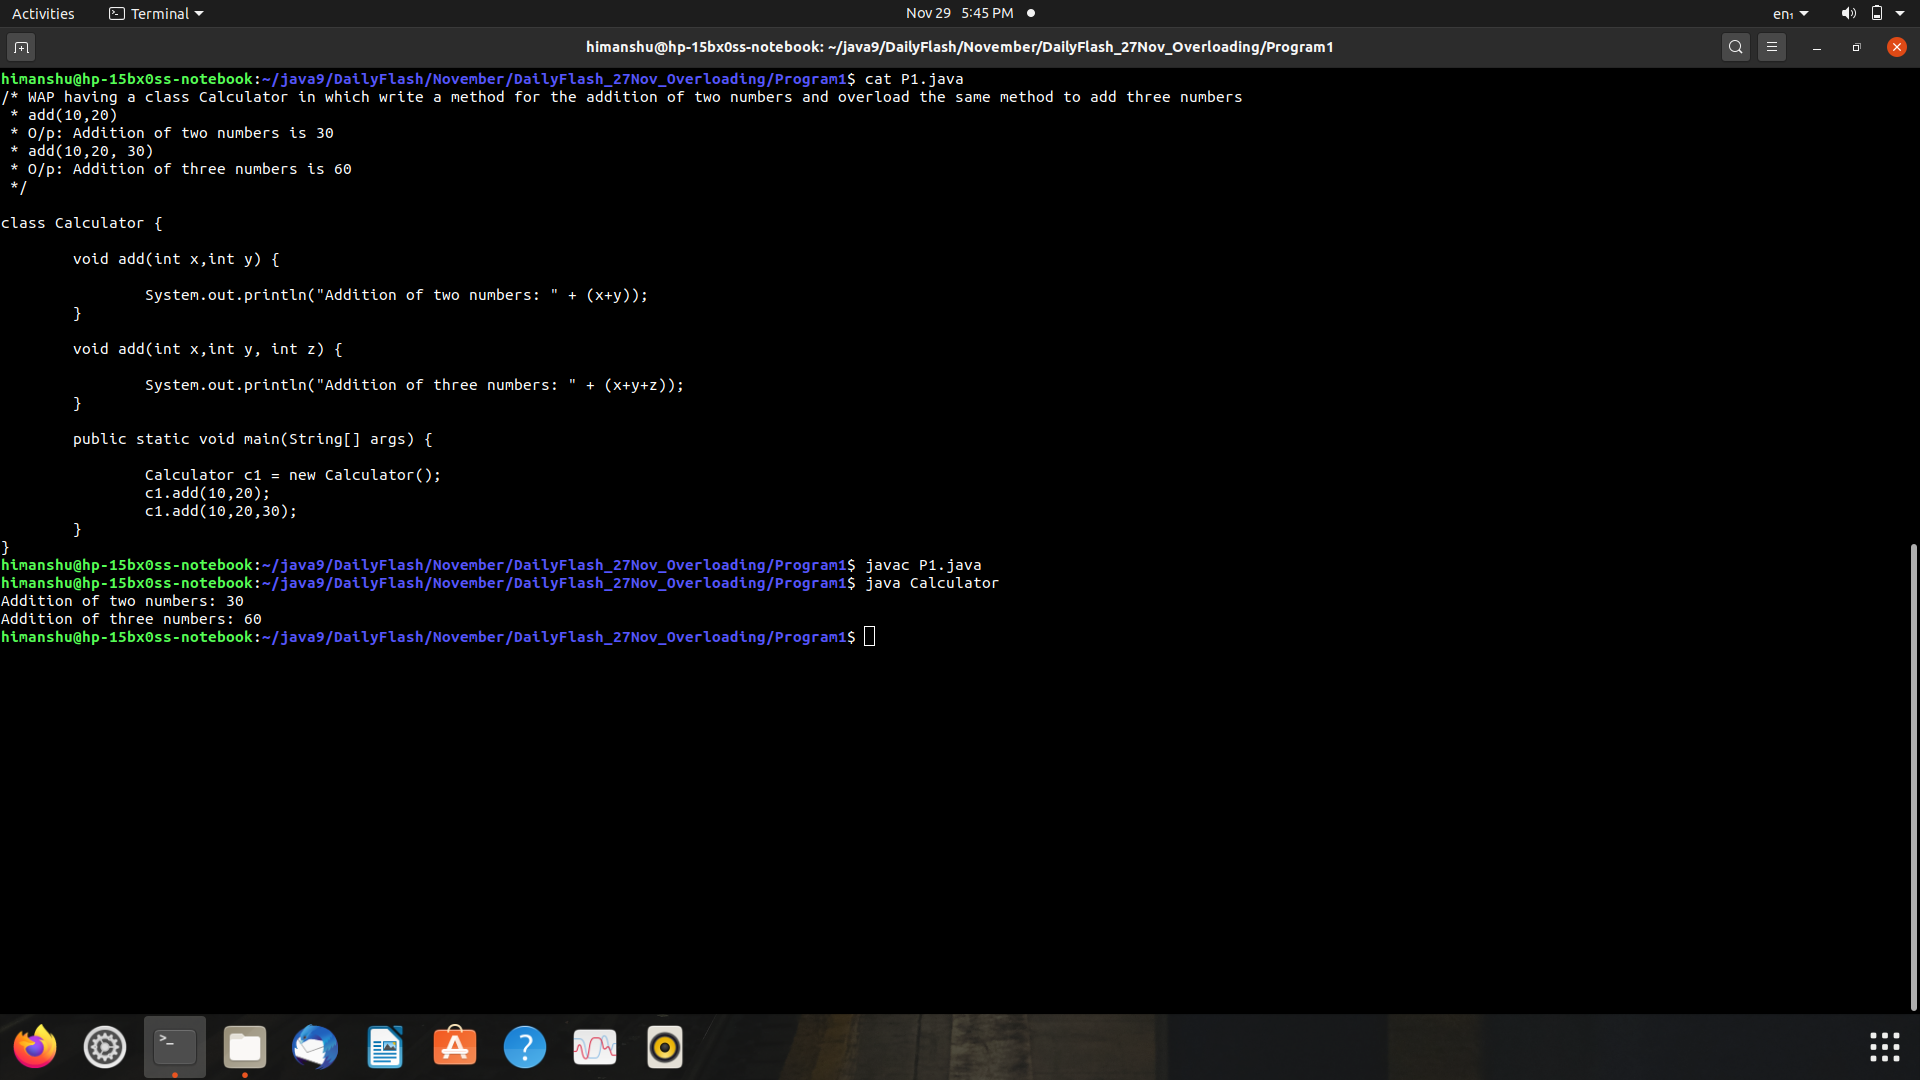 Activities
Terminal
Nov 29 5:45 PM
en₁
himanshu@hp-15bx0ss-notebook: ~/java9/DailyFlash/November/DailyFlash_27Nov_Overloading/Program1
himanshu@hp-15bx0ss-notebook:~/java9/DailyFlash/November/DailyFlash_27Nov_Overloading/Program1$ cat P1.java
/* WAP having a class Calculator in which write a method for the addition of two numbers and overload the same method to add three numbers
 * add(10,20)
 * O/p: Addition of two numbers is 30
 * add(10,20, 30)
 * O/p: Addition of three numbers is 60
 */
class Calculator {
        void add(int x,int y) {
                System.out.println("Addition of two numbers: " + (x+y));
        }
        void add(int x,int y, int z) {
                System.out.println("Addition of three numbers: " + (x+y+z));
        }
        public static void main(String[] args) {
                Calculator c1 = new Calculator();
                c1.add(10,20);
                c1.add(10,20,30);
        }
}
himanshu@hp-15bx0ss-notebook:~/java9/DailyFlash/November/DailyFlash_27Nov_Overloading/Program1$ javac P1.java
himanshu@hp-15bx0ss-notebook:~/java9/DailyFlash/November/DailyFlash_27Nov_Overloading/Program1$ java Calculator
Addition of two numbers: 30
Addition of three numbers: 60
himanshu@hp-15bx0ss-notebook:~/java9/DailyFlash/November/DailyFlash_27Nov_Overloading/Program1$